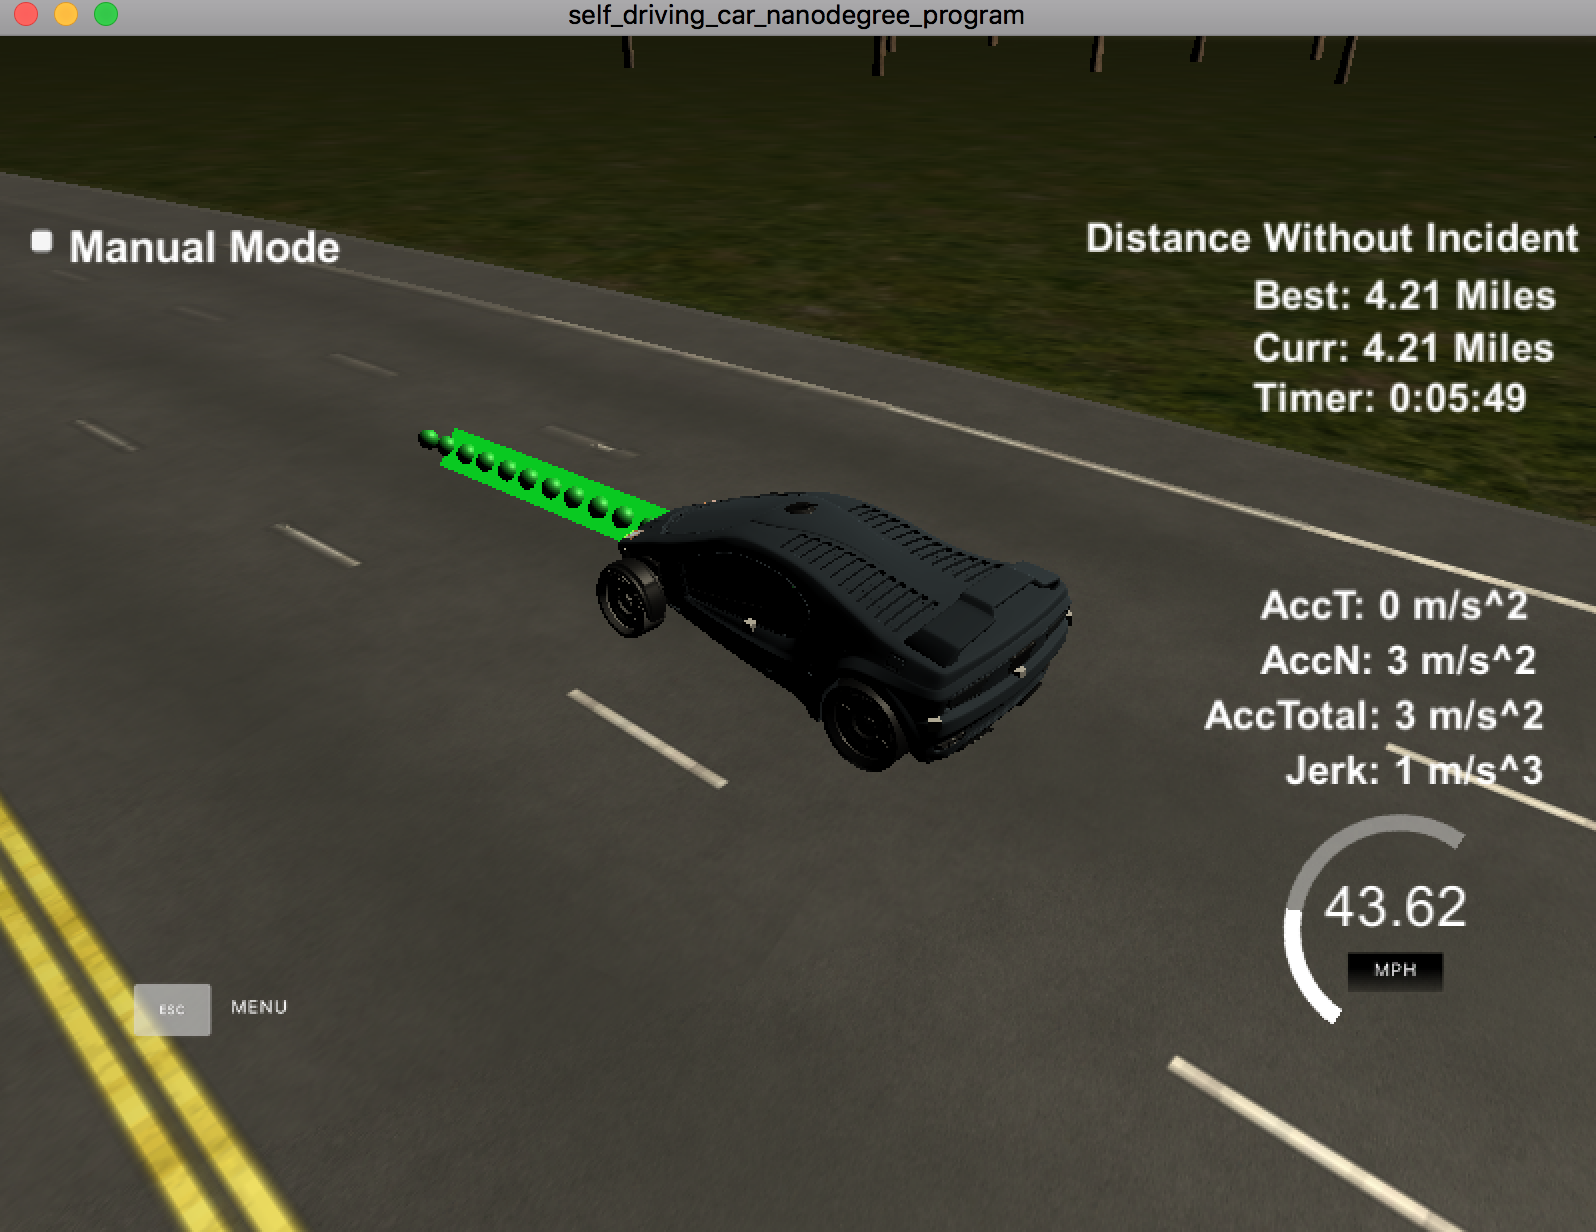 self_driving_car_nanodegree_program
Manual Mode
Distance Without Incident
Best: 4.21 Miles
Curr: 4.21 Miles
Timer: 0:05:49
AccT: 0 m/s^2
AccN: 3 m/s^2
AccTotal: 3 m/s^2
Jerk: 1 m/s^3
43.62
MPH
ESC MENU